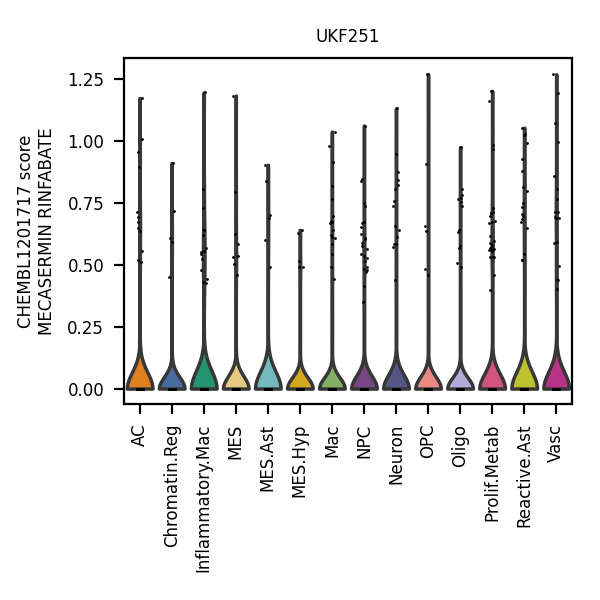 UKF251
CHEMBL1201717 score
MECASERMIN RINFABATE
1.25
1.00
0.75
0.50
0.25
0.00
AC
Chromatin.Reg
Inflammatory.Mac
MES
MES.Ast
MES.Hyp
Mac
NPC
Neuron
OPC
Oligo
Prolif.Metab
Reactive.Ast
Vasc